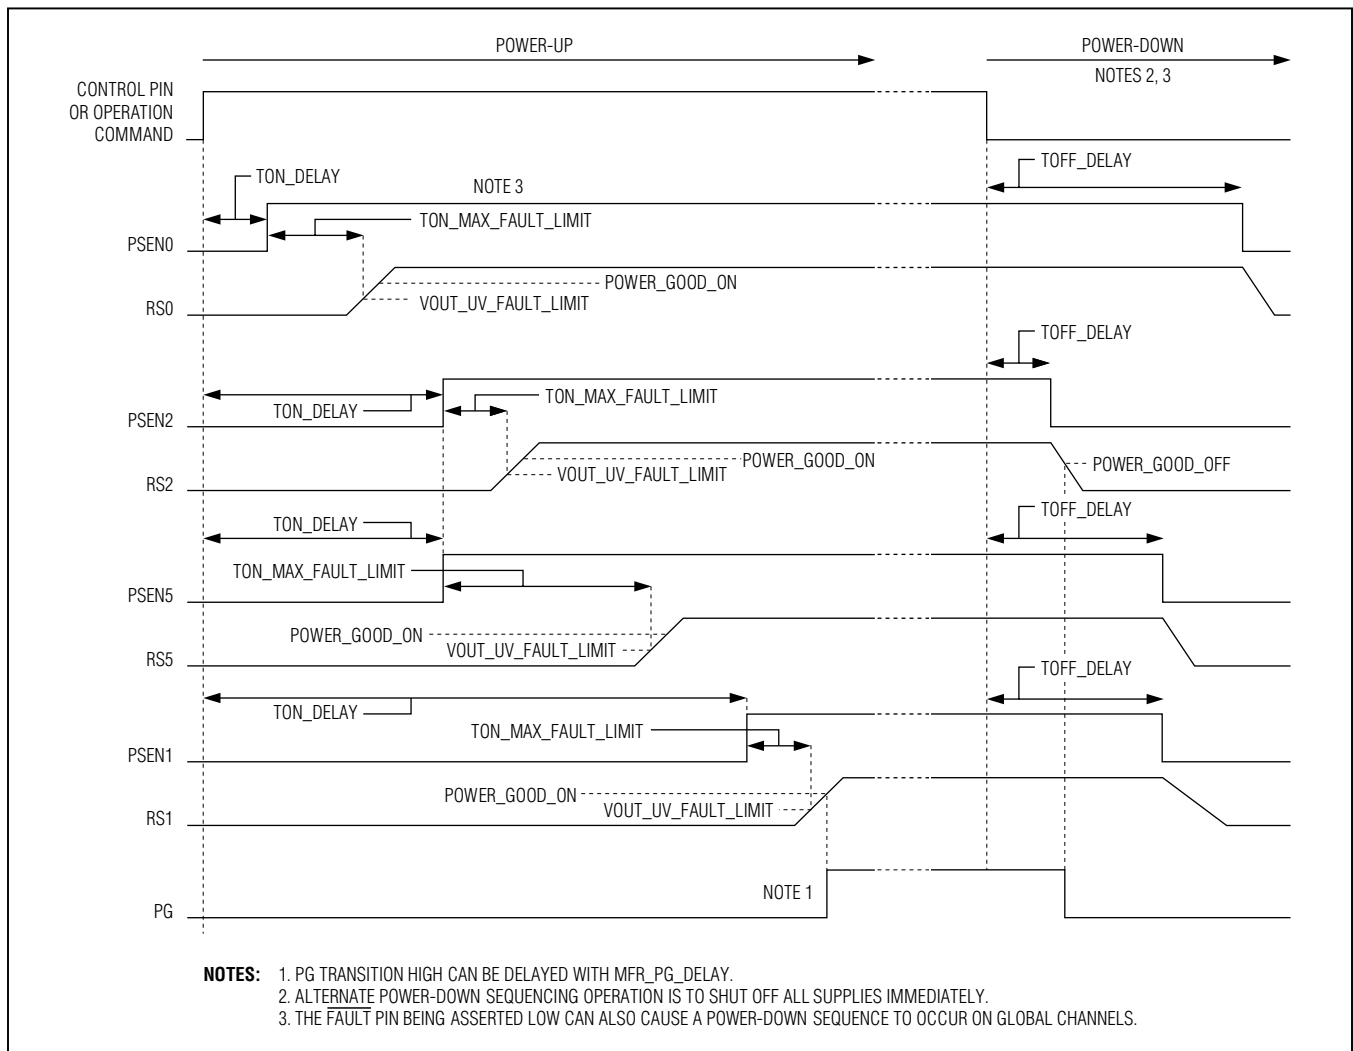 POWER-UP
POWER-DOWN
NOTES 2, 3
CONTROL PIN
OR OPERATION
COMMAND
TON_DELAY
NOTE 3
TOFF_DELAY
TON_MAX_FAULT_LIMIT
PSEN0
POWER_GOOD_ON
VOUT_UV_FAULT_LIMIT
RS0
TOFF_DELAY
TON_MAX_FAULT_LIMIT
TON_DELAY
PSEN2
POWER_GOOD_ON
VOUT_UV_FAULT_LIMIT
POWER_GOOD_OFF
RS2
TON_DELAY
TOFF_DELAY
TON_MAX_FAULT_LIMIT
PSEN5
POWER_GOOD_ON
VOUT_UV_FAULT_LIMIT
RS5
TOFF_DELAY
TON_DELAY
TON_MAX_FAULT_LIMIT
PSEN1
POWER_GOOD_ON
VOUT_UV_FAULT_LIMIT
RS1
NOTE 1
PG
NOTES: 1. PG TRANSITION HIGH CAN BE DELAYED WITH MFR_PG_DELAY.
2. ALTERNATE POWER-DOWN SEQUENCING OPERATION IS TO SHUT OFF ALL SUPPLIES IMMEDIATELY.
3. THE FAULT PIN BEING ASSERTED LOW CAN ALSO CAUSE A POWER-DOWN SEQUENCE TO OCCUR ON GLOBAL CHANNELS.